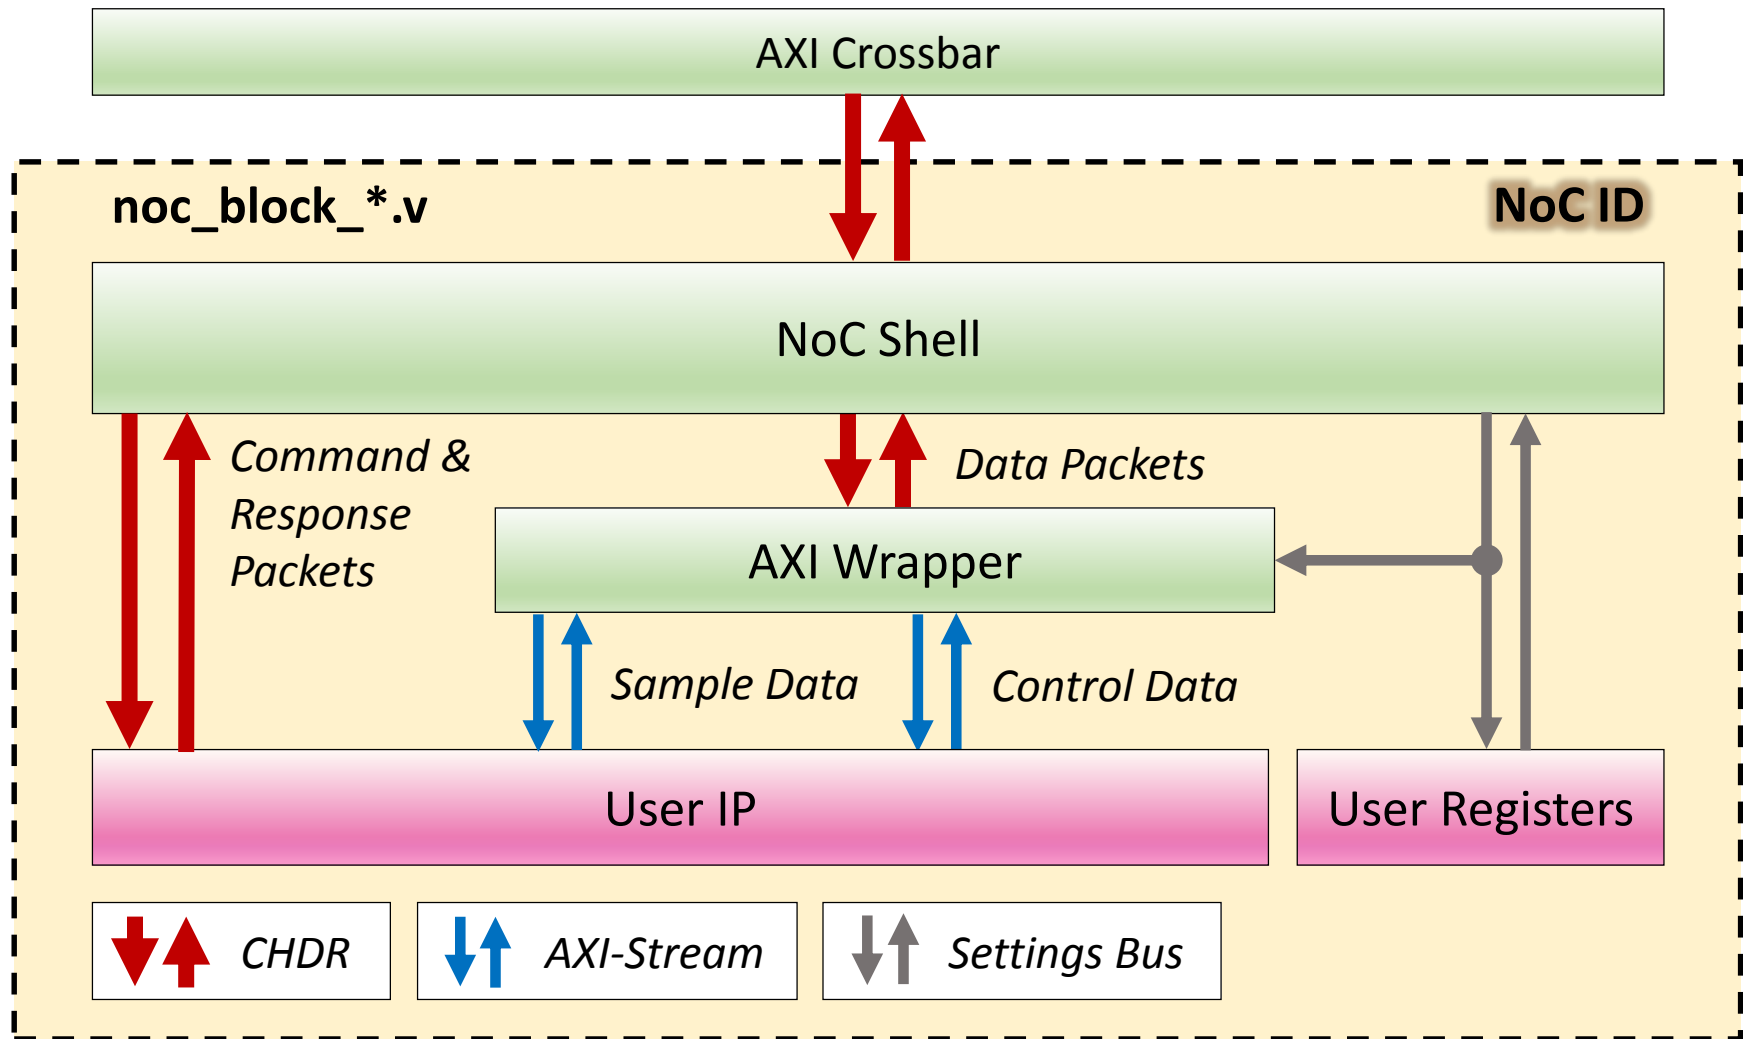 AXI Crossbar
noc_block_*.v
NoC ID
NoC Shell
Command &
Response
Packets
Data Packets
AXI Wrapper
Sample Data
Control Data
User IP
User Registers
CHDR
AXI-Stream
Settings Bus